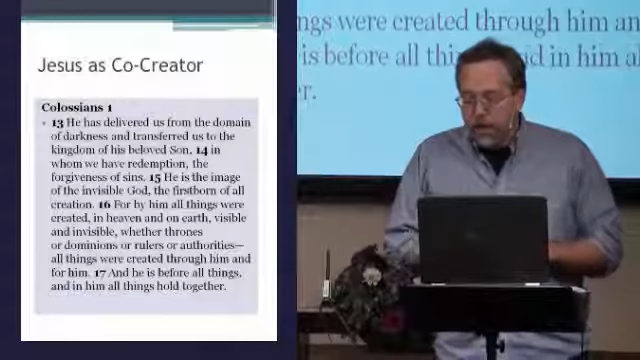 Jesus as Co-Creator
Colossians 1
• 13 He has delivered us from the domain
of darkness and transferred us to the
kingdom of his beloved Son, 14 in
whom we have redemption, the
forgiveness of sins. 15 He is the image
of the invisible God, the firstborn of all
creation. 16 For by him all things were
created, in heaven and on earth, visible
and invisible, whether thrones
or dominions or rulers or authorities—
all things were created through him and
for him. 17 And he is before all things,
and in him all things hold together.
ngs were created through him an
is before all thin d in him al
r.